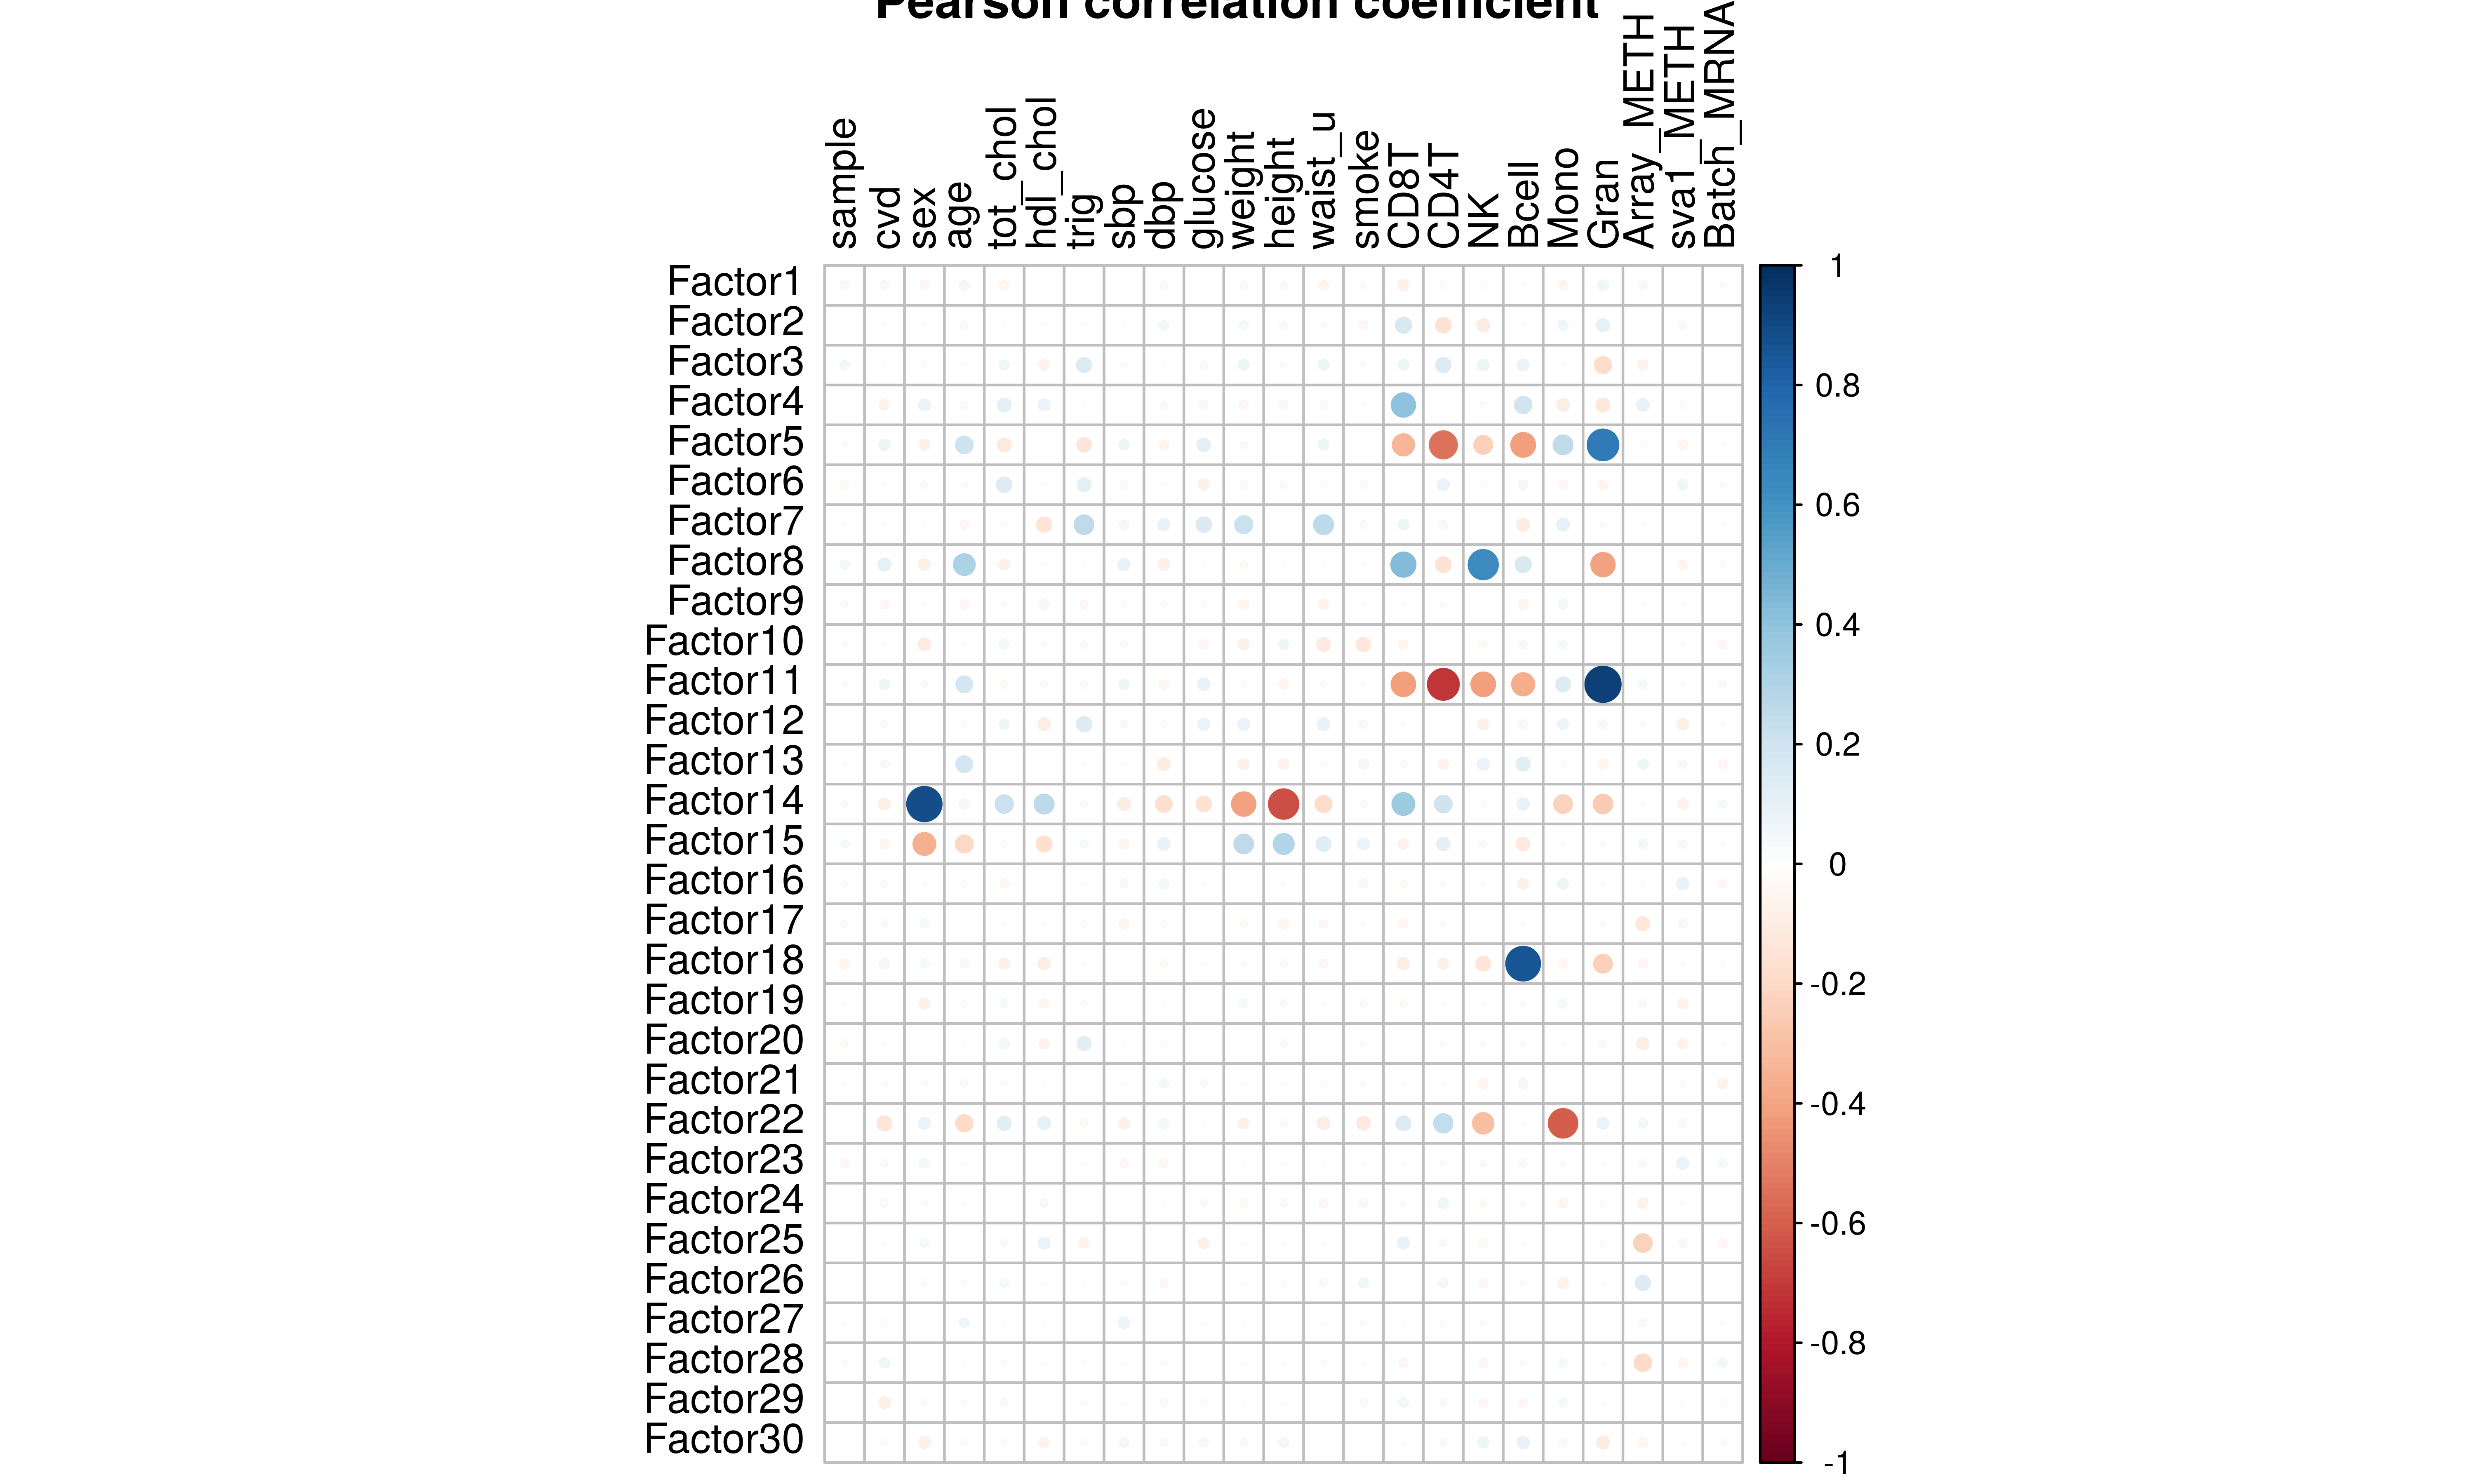 Pearson correlation coefficient
sample
cvd
sex
age
tot_chol
hdl_chol
trig
sbp
dbp
glucose
weight
height
waist_u
smoke
CD8T
CD4T
NK
Bcell
Mono
Gran
Array_METH
sva1_METH
Batch_MRNA
Factor1
Factor2
Factor3
Factor4
Factor5
Factor6
Factor7
Factor8
Factor9
Factor10
Factor11
Factor12
Factor13
Factor14
Factor15
Factor16
Factor17
Factor18
Factor19
Factor20
Factor21
Factor22
Factor23
Factor24
Factor25
Factor26
Factor27
Factor28
Factor29
Factor30
1
0.8
0.6
0.4
0.2
0
-0.2
-0.4
-0.6
-0.8
-1